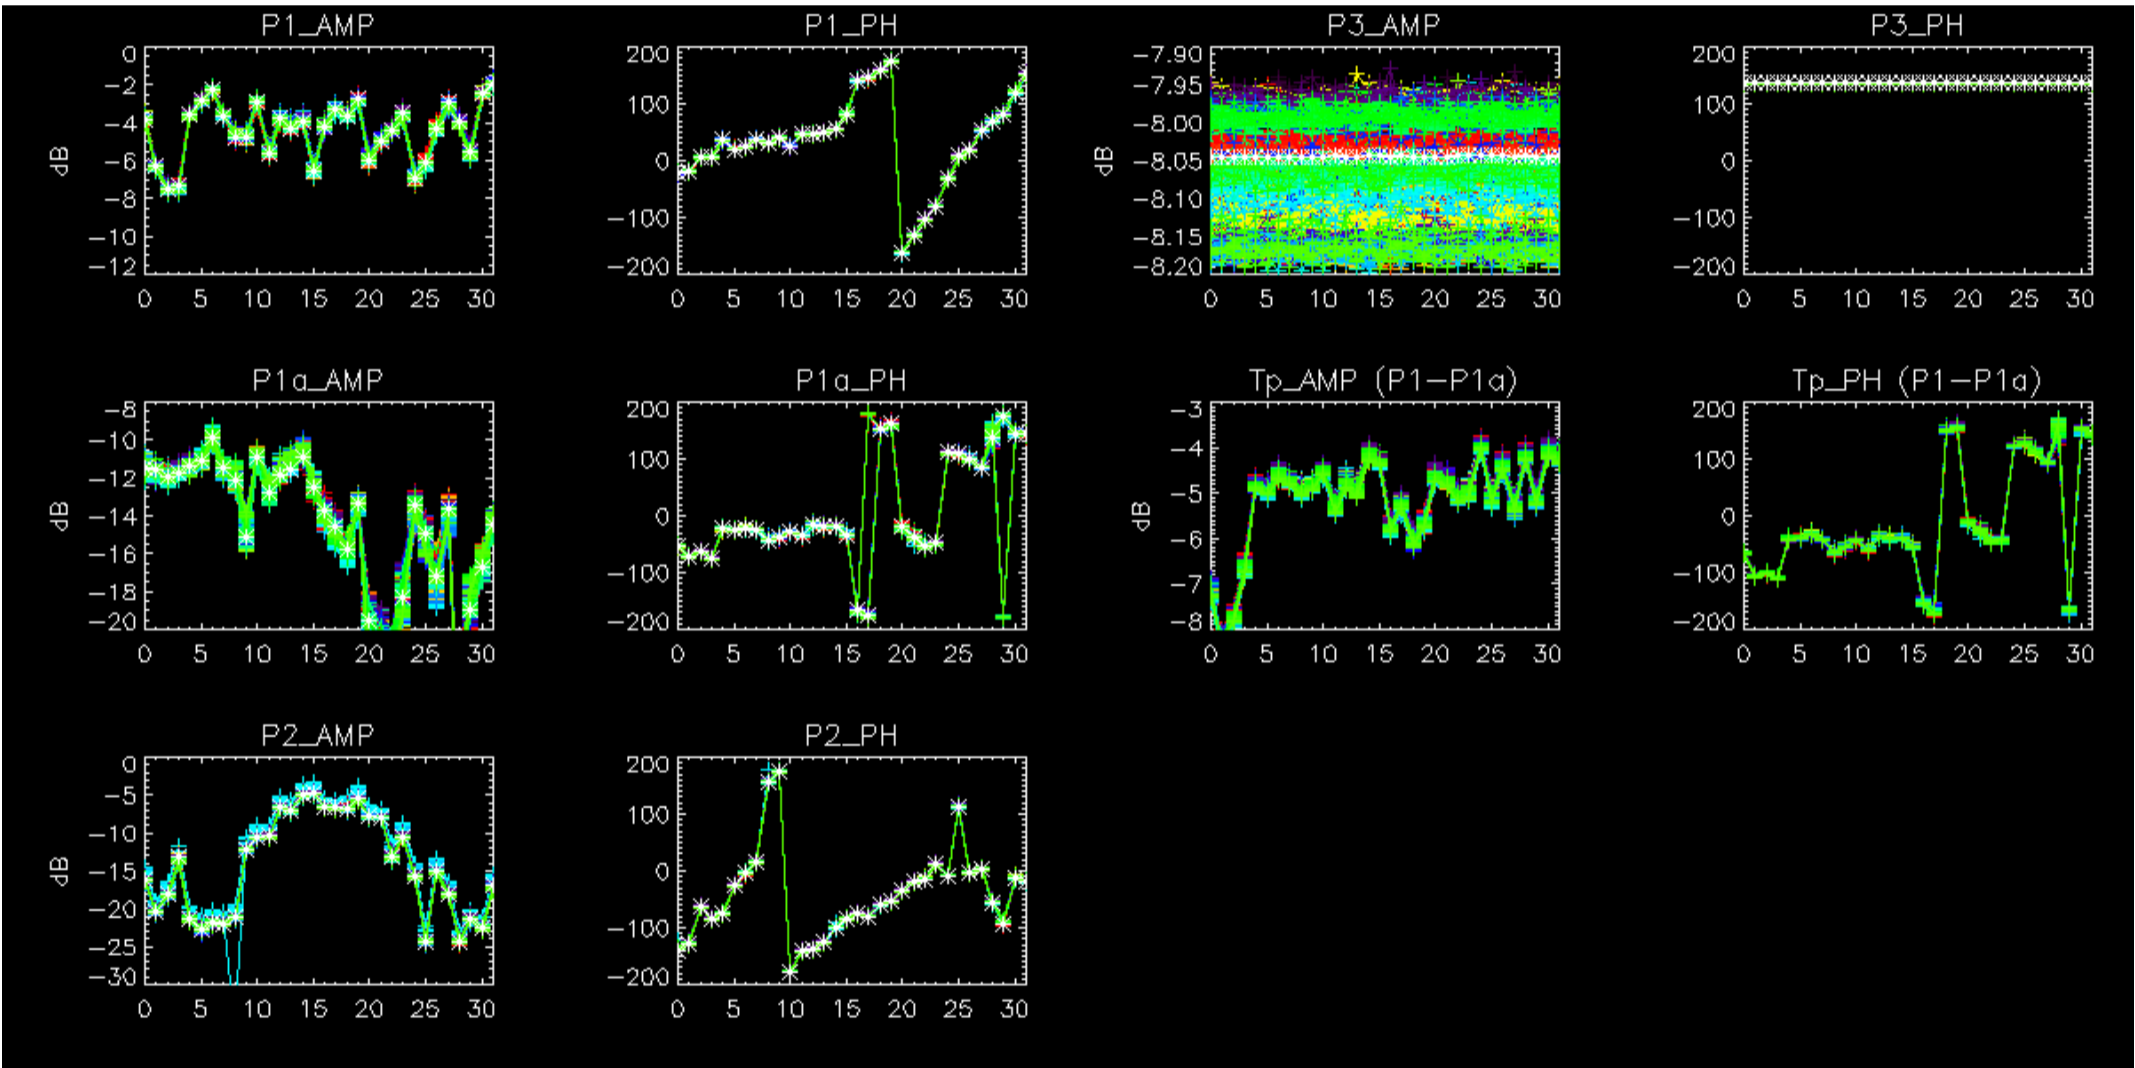 P1_AMP P1_PH P3_AMP P3_PH
0 200 -7.90 200
-2 100 -7.95 100
-4 0 -8.00 0
-6 -100 -8.05 -100
-8 -200 -8.10 -200
-10 -8.15
-12 -8.20
dB dB
0 5 10 15 20 25 30 0 5 10 15 20 25 30 0 5 10 15 20 25 30 0 5 10 15 20 25 30
P1a_AMP P1a_PH Tp_AMP (P1-P1a) Tp_PH (P1-P1a)
-8 200 -3 200
-10 100 -4 100
-12 0 -5 0
-14 -100 -6 -100
-16 -200 -7 -200
-18 -8
-20
dB dB
0 5 10 15 20 25 30 0 5 10 15 20 25 30 0 5 10 15 20 25 30 0 5 10 15 20 25 30
P2_AMP P2_PH
0 200
-5 100
-10 0
-15 -100
-20 -200
-25
-30
dB
0 5 10 15 20 25 30 0 5 10 15 20 25 30